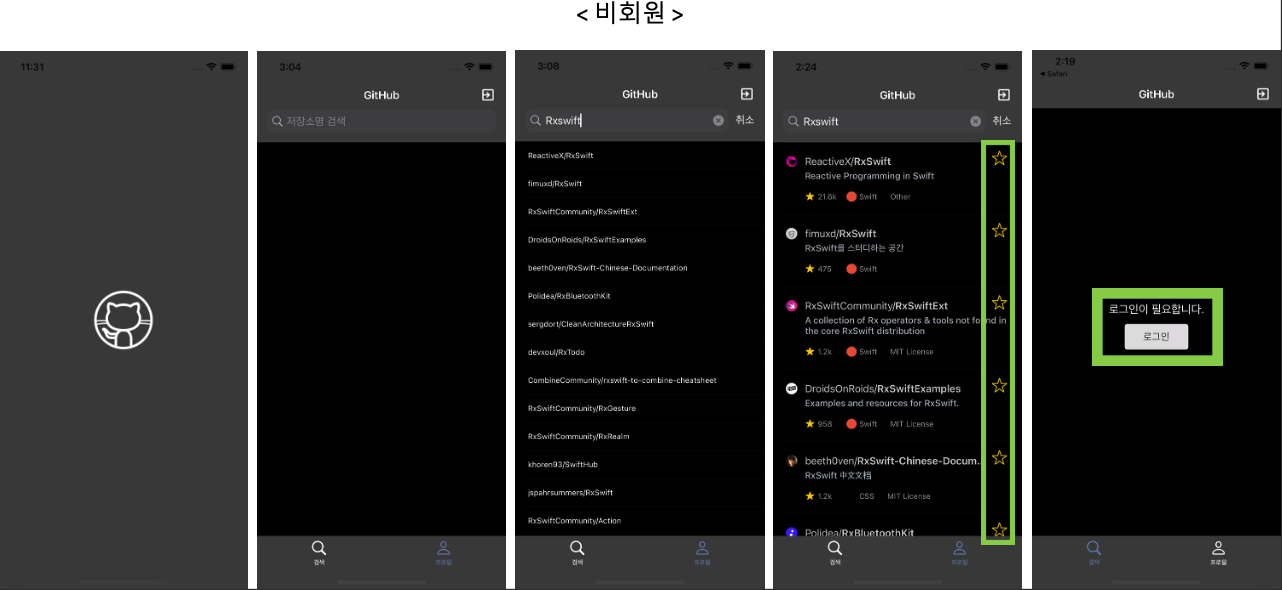 < 비회원 >
11:31
3:04
GitHub
저장소명 검색
검색
프로필
3:08
GitHub
Rxswift
취소
ReactiveX/RxSwift
fimuxd/RxSwift
RxSwiftCommunity/RxSwiftExt
DroidsOnRoids/RxSwiftExamples
beeth0ven/RxSwift-Chinese-Documentation
Polidea/RxBluetoothKit
sergdort/CleanArchitectureRxSwift
devxoul/RxTodo
CombineCommunity/rxswift-to-combine-cheatsheet
RxSwiftCommunity/RxGesture
RxSwiftCommunity/RxRealm
khoren93/SwiftHub
jspahrsummers/RxSwift
RxSwiftCommunity/Action
검색
프로필
2:24
GitHub
Rxswift
취소
ReactiveX/RxSwift
Reactive Programming in Swift
21.6k Swift Other
fimuxd/RxSwift
RxSwift를 스터디하는 공간
475 Swift
RxSwiftCommunity/RxSwiftExt
A collection of Rx operators & tools not found in
the core RxSwift distribution
1.2k Swift MIT License
DroidsOnRoids/RxSwiftExamples
Examples and resources for RxSwift.
958 Swift MIT License
beeth0ven/RxSwift-Chinese-Docum...
RxSwift 中文文档
1.2k CSS MIT License
Polidea/RxBluetoothKit
검색
프로필
2:19
Safari
GitHub
로그인이 필요합니다.
로그인
검색
프로필